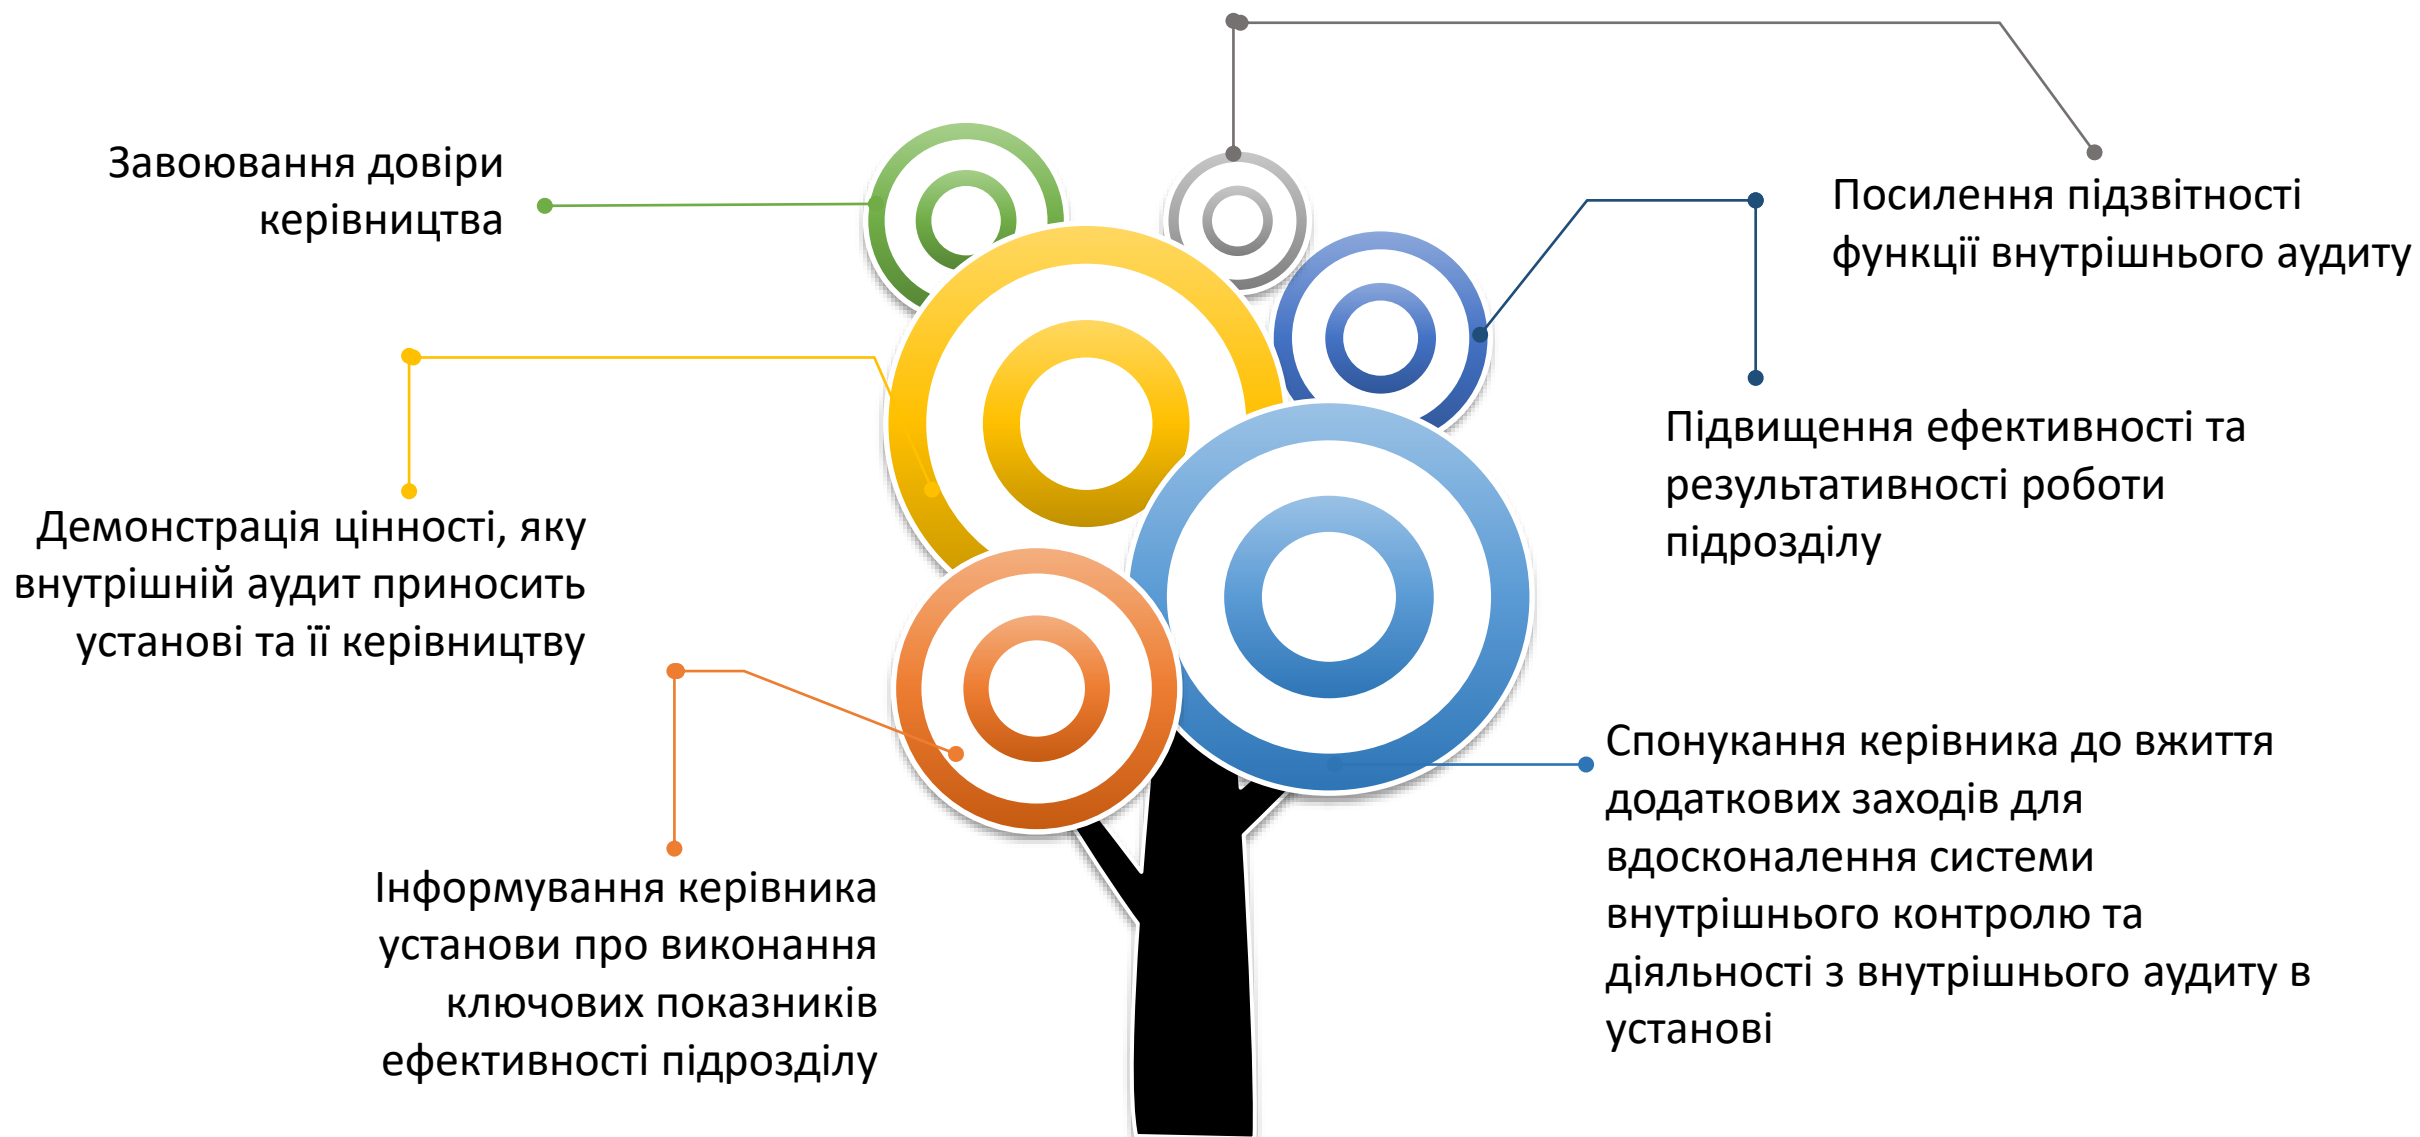 Завоювання довіри
керівництва
Демонстрація цінності, яку
внутрішній аудит приносить
установі та її керівництву
Інформування керівника
установи про виконання
ключових показників
ефективності підрозділу
Посилення підзвітності
функції внутрішнього аудиту
Підвищення ефективності та
результативності роботи
підрозділу
Спонукання керівника до вжиття
додаткових заходів для
вдосконалення системи
внутрішнього контролю та
діяльності з внутрішнього аудиту в
установі